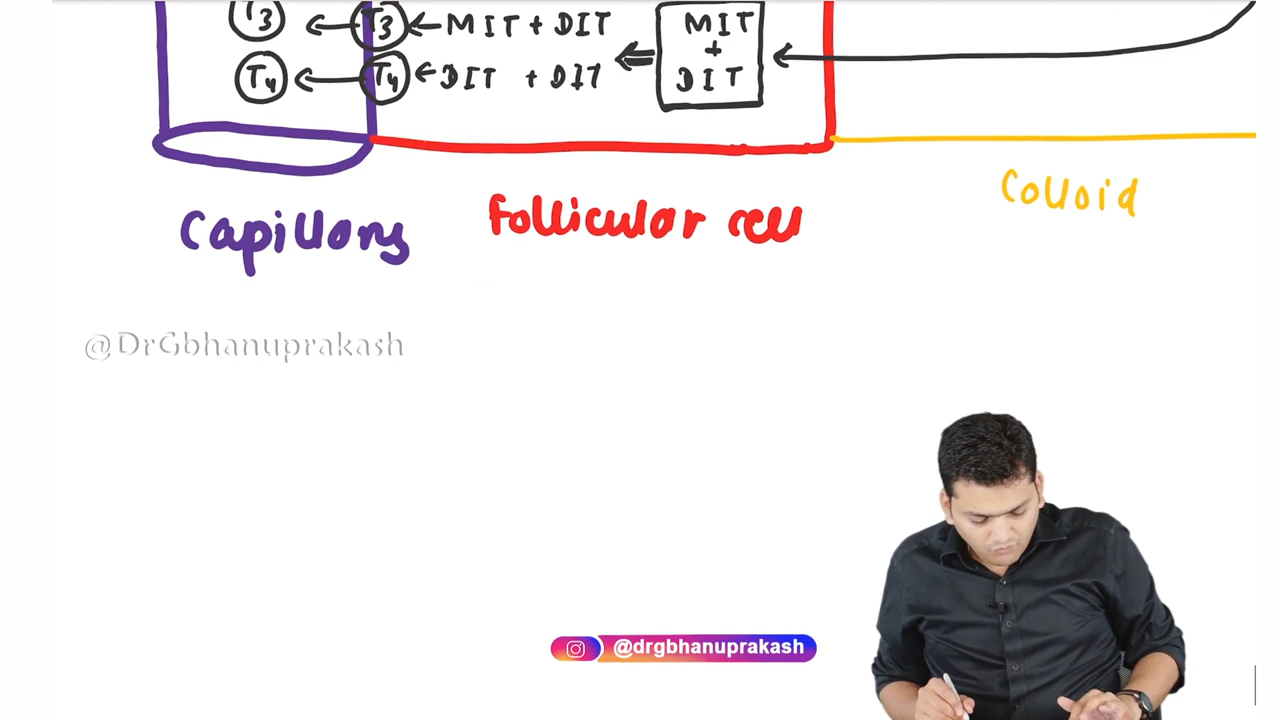 T3 ← T3 ← MIT + DIT
T4 ← T4 ← DIT + DIT
⇐
MIT
+
DIT
←
Capillary
Follicular cell
Colloid
@DrGbhanuprakash
@drgbhanuprakash